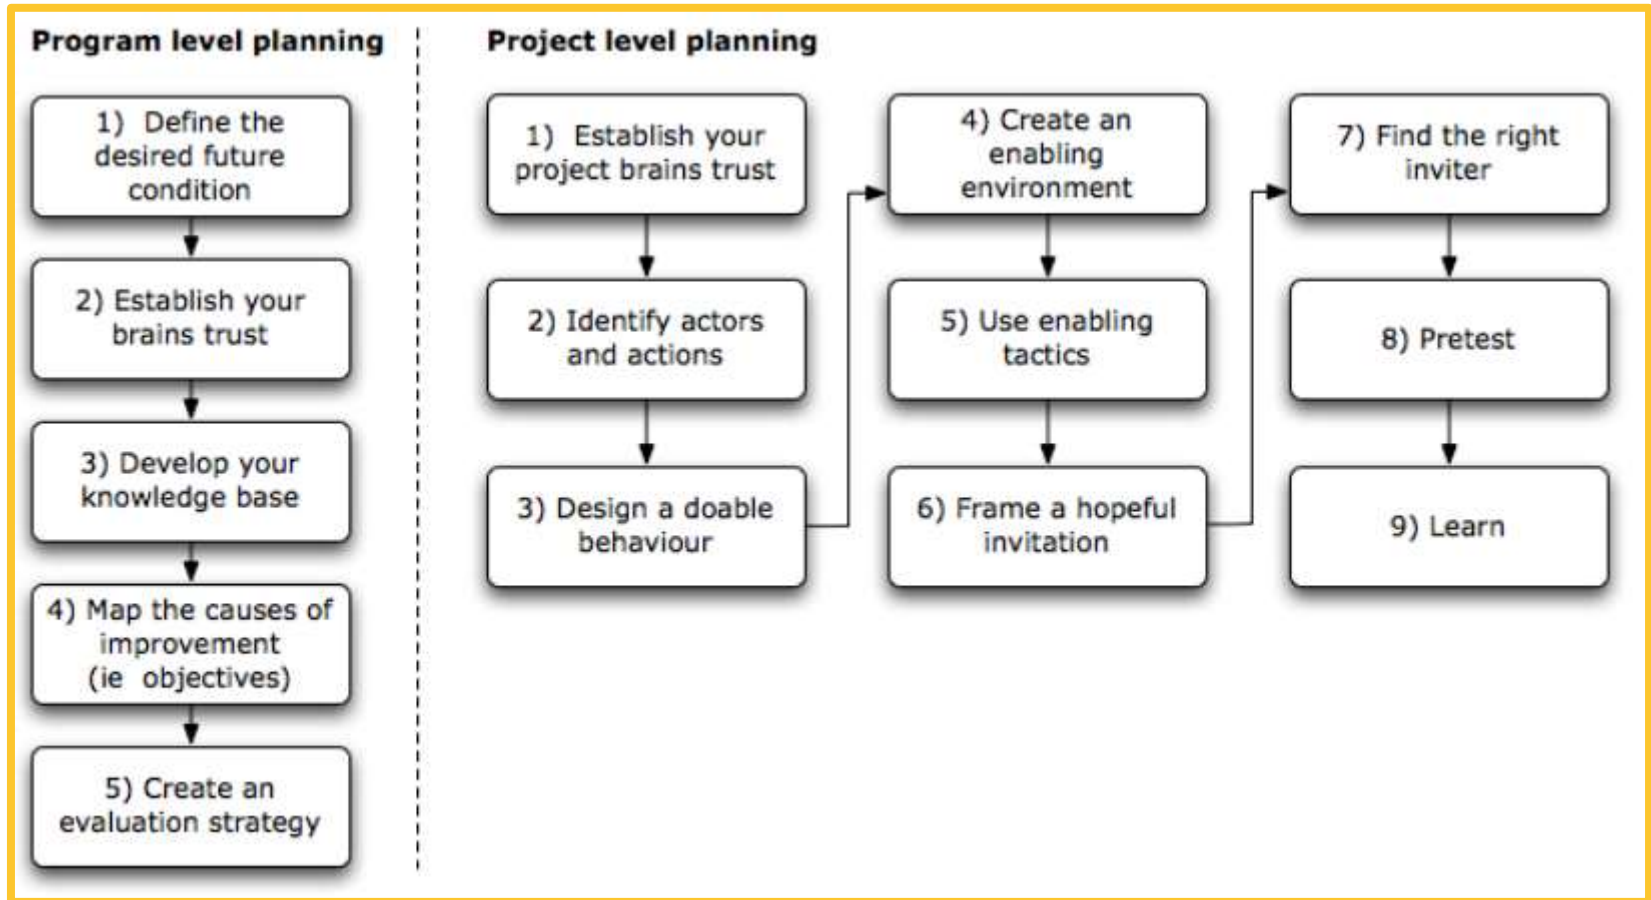 Program level planning
1) Define the
desired future
condition
2) Establish your
brains trust
3) Develop your
knowledge base
4) Map the causes of
improvement
(ie objectives)
5) Create an
evaluation strategy
Project level planning
1) Establish your
project brains trust
2) Identify actors
and actions
3) Design a doable
behaviour
4) Create an
enabling
environment
5) Use enabling
tactics
6) Frame a hopeful
invitation
7) Find the right
inviter
8) Pretest
9) Learn